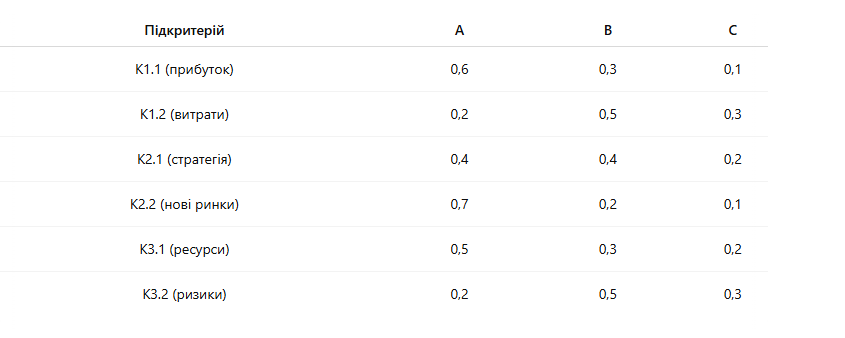 Підкритерій A B C
К1.1 (прибуток) 0,6 0,3 0,1
К1.2 (витрати) 0,2 0,5 0,3
К2.1 (стратегія) 0,4 0,4 0,2
К2.2 (нові ринки) 0,7 0,2 0,1
К3.1 (ресурси) 0,5 0,3 0,2
К3.2 (ризики) 0,2 0,5 0,3